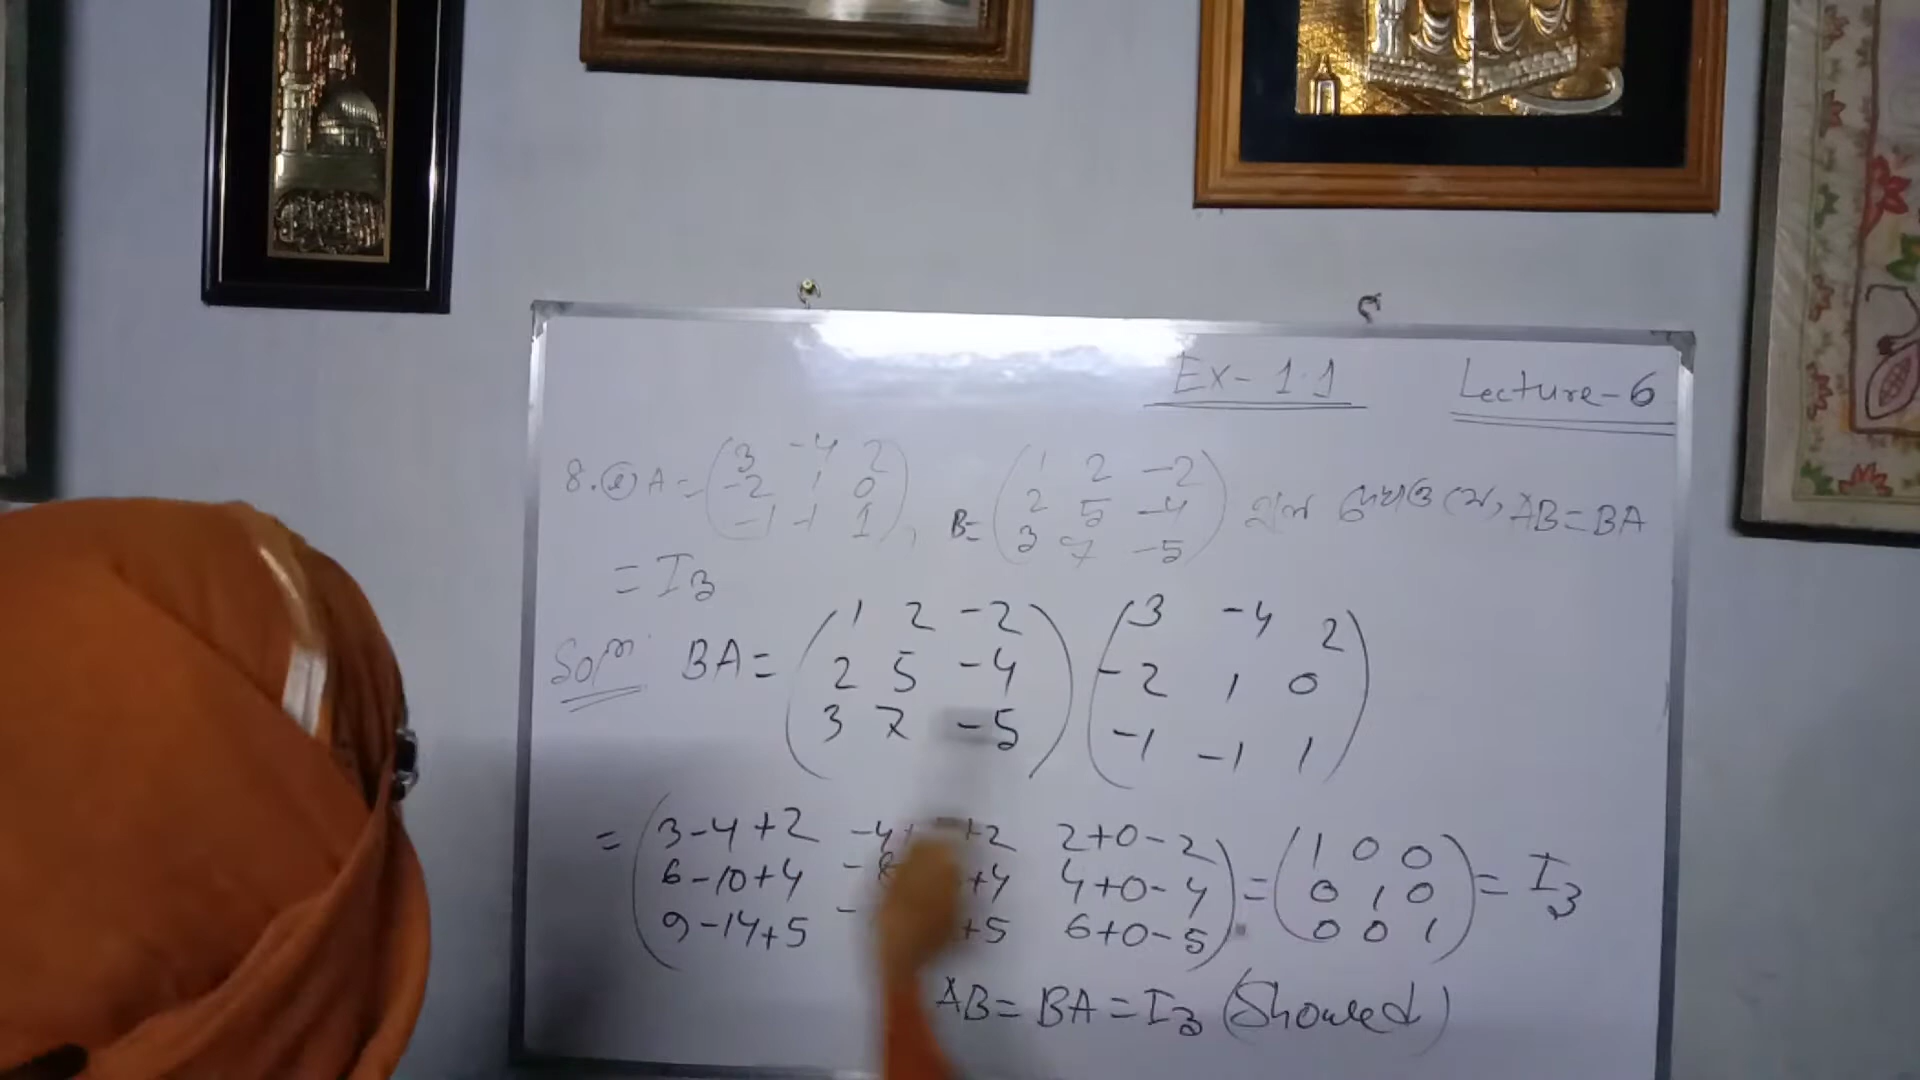 Ex- 1.1 Lecture-6
3 -4 2 1 2 -2
8. A = -2 1 0 , B= 2 5 -4 হলে দেখাও যে, AB=BA
-1 -1 1 3 7 -5
= I3
1 2 -2 3 -4 2
Soln BA = 2 5 -4 -2 1 0
3 7 -5 -1 -1 1
= 3-4+2 +2 2+0-2 = 1 0 0 = I3
6-10+4 +4 4+0-4 0 1 0
9-14+5 +5 6+0-5 0 0 1
AB = BA = I3 (Showed)